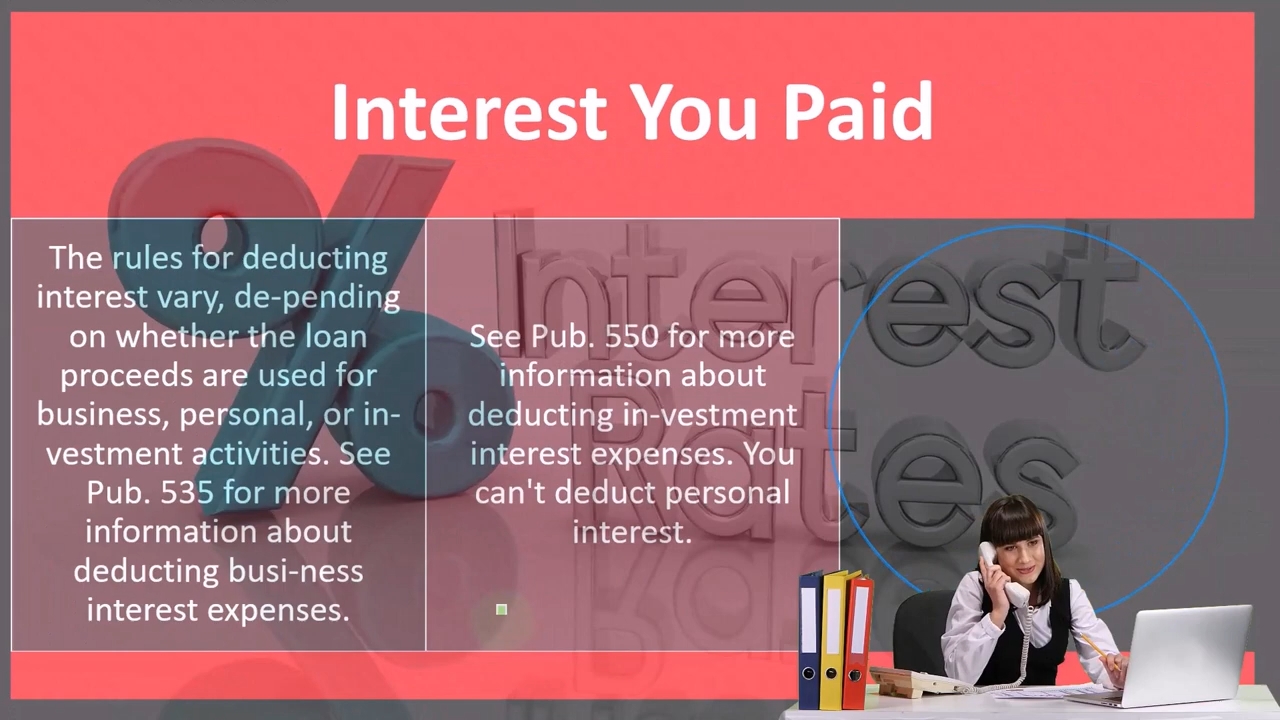 Interest You Paid
The rules for deducting
interest vary, de-pending
on whether the loan
proceeds are used for
business, personal, or in-
vestment activities. See
Pub. 535 for more
information about
deducting busi-ness
interest expenses.
See Pub. 550 for more
information about
deducting in-vestment
interest expenses. You
can't deduct personal
interest.
%
Interest
Rates